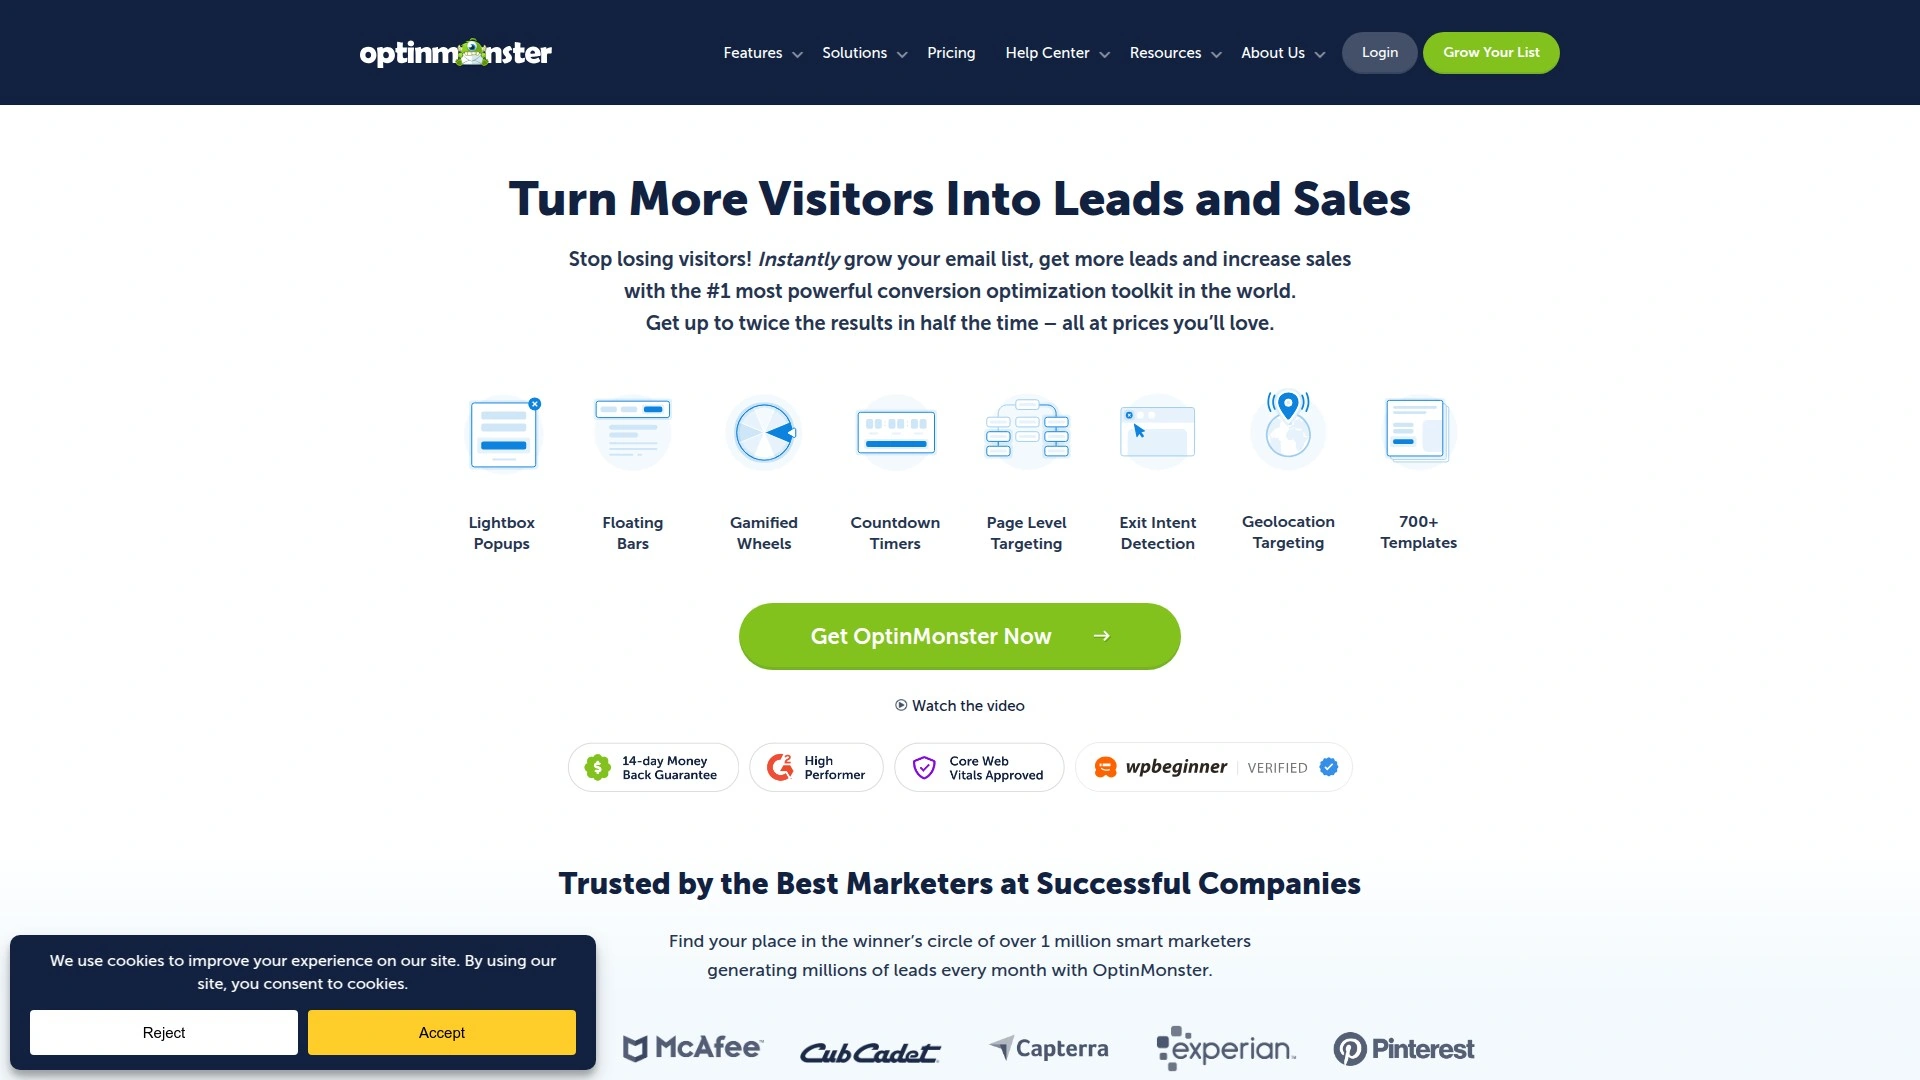 optinmonster
Features
Solutions
Pricing
Help Center
Resources
About Us
Login
Grow Your List
Turn More Visitors Into Leads and Sales
Stop losing visitors! Instantly grow your email list, get more leads and increase sales
with the #1 most powerful conversion optimization toolkit in the world.
Get up to twice the results in half the time – all at prices you’ll love.
Lightbox
Popups
Floating
Bars
Gamified
Wheels
Countdown
Timers
Page Level
Targeting
Exit Intent
Detection
Geolocation
Targeting
700+
Templates
Get OptinMonster Now →
Watch the video
14-day Money
Back Guarantee
G2
High
Performer
Core Web
Vitals Approved
wpbeginner VERIFIED
Trusted by the Best Marketers at Successful Companies
Find your place in the winner’s circle of over 1 million smart marketers
generating millions of leads every month with OptinMonster.
We use cookies to improve your experience on our site. By using our
site, you consent to cookies.
Reject
Accept
McAfee™
Cub Cadet
Capterra
experian™
Pinterest